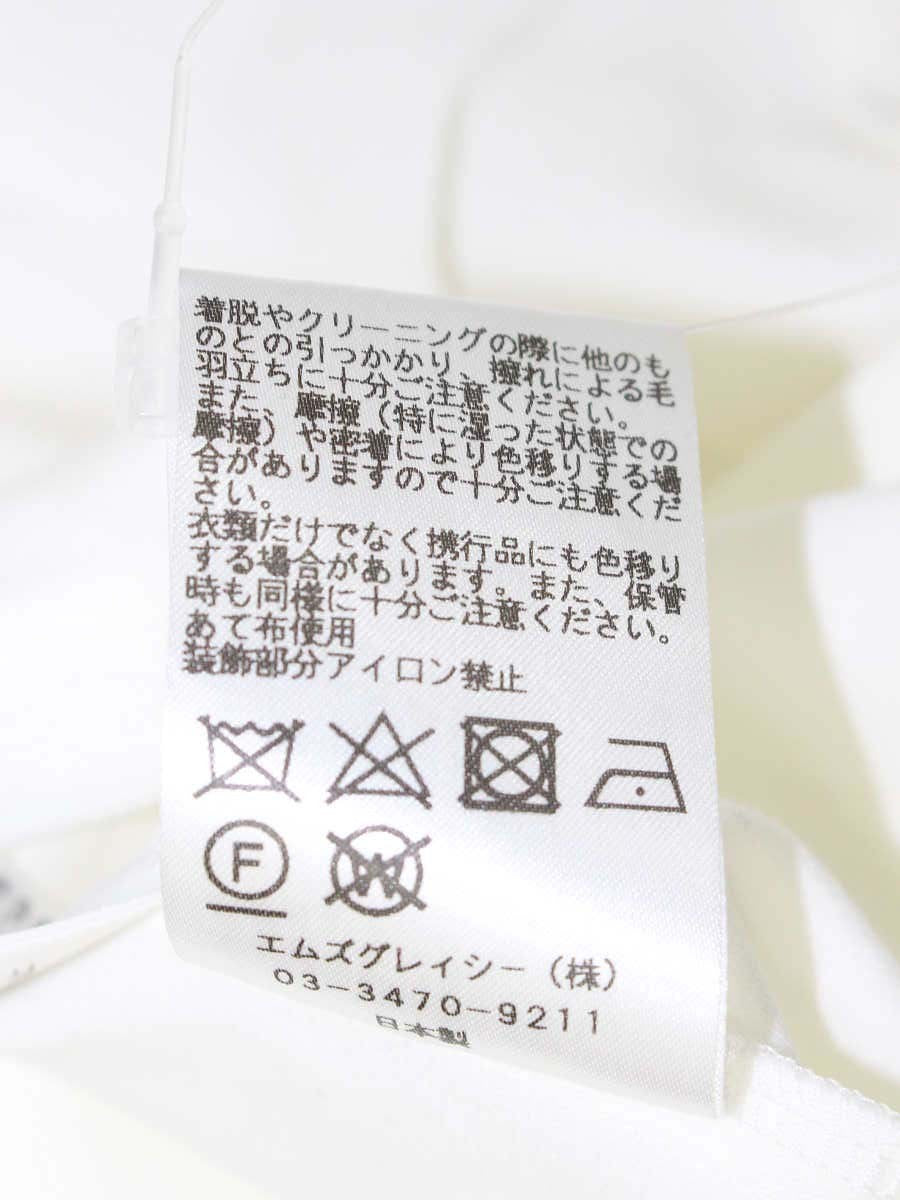 着脱やクリーニングの際に他のも
のとの引っかかり、擦れによる毛
羽立ちに十分ご注意ください。
また、摩擦（特に湿った状態での
摩擦）や密着により色移りする場
合がありますので十分ご注意くだ
さい。
衣類だけでなく携行品にも色移り
する場合があります。また、保管
時も同様に十分ご注意ください。
あて布使用
装飾部分アイロン禁止
F W
エムズグレイシー（株）
03-3470-9211
日本製